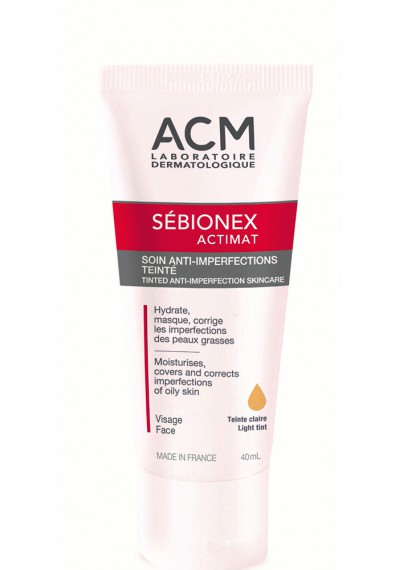 ACM
LABORATOIRE
DERMATOLOGIQUE
SÉBIONEX
ACTIMAT
SOIN ANTI-IMPERFECTIONS
TEINTÉ
TINTED ANTI-IMPERFECTION SKINCARE
Hydrate,
masque, corrige
les imperfections
des peaux grasses
Moisturises,
covers and corrects
imperfections
of oily skin
Visage
Face
Teinte claire
Light tint
MADE IN FRANCE
40mL